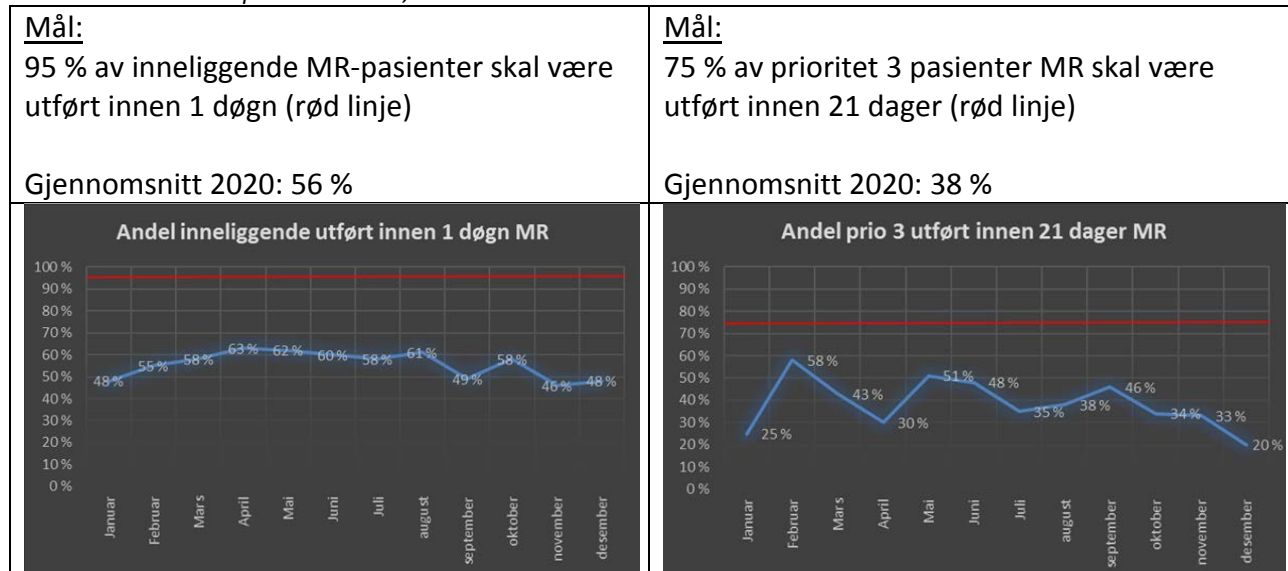 Mål:
95 % av inneliggende MR-pasienter skal være
utført innen 1 døgn (rød linje)
Gjennomsnitt 2020: 56 %
Mål:
75 % av prioritet 3 pasienter MR skal være
utført innen 21 dager (rød linje)
Gjennomsnitt 2020: 38 %
Andel inneliggende utført innen 1 døgn MR
100 %
90 %
80 %
70 %
60 %
50 %
40 %
30 %
20 %
10 %
0 %
48 %
55 %
58 %
63 %
62 %
60 %
58 %
61 %
49 %
58 %
46 %
48 %
Januar
Februar
Mars
April
Mai
Juni
Juli
august
september
oktober
november
desember
Andel prio 3 utført innen 21 dager MR
100 %
90 %
80 %
70 %
60 %
50 %
40 %
30 %
20 %
10 %
0 %
25 %
58 %
43 %
30 %
51 %
48 %
35 %
38 %
46 %
34 %
33 %
20 %
Januar
Februar
Mars
April
Mai
Juni
Juli
august
september
oktober
november
desember